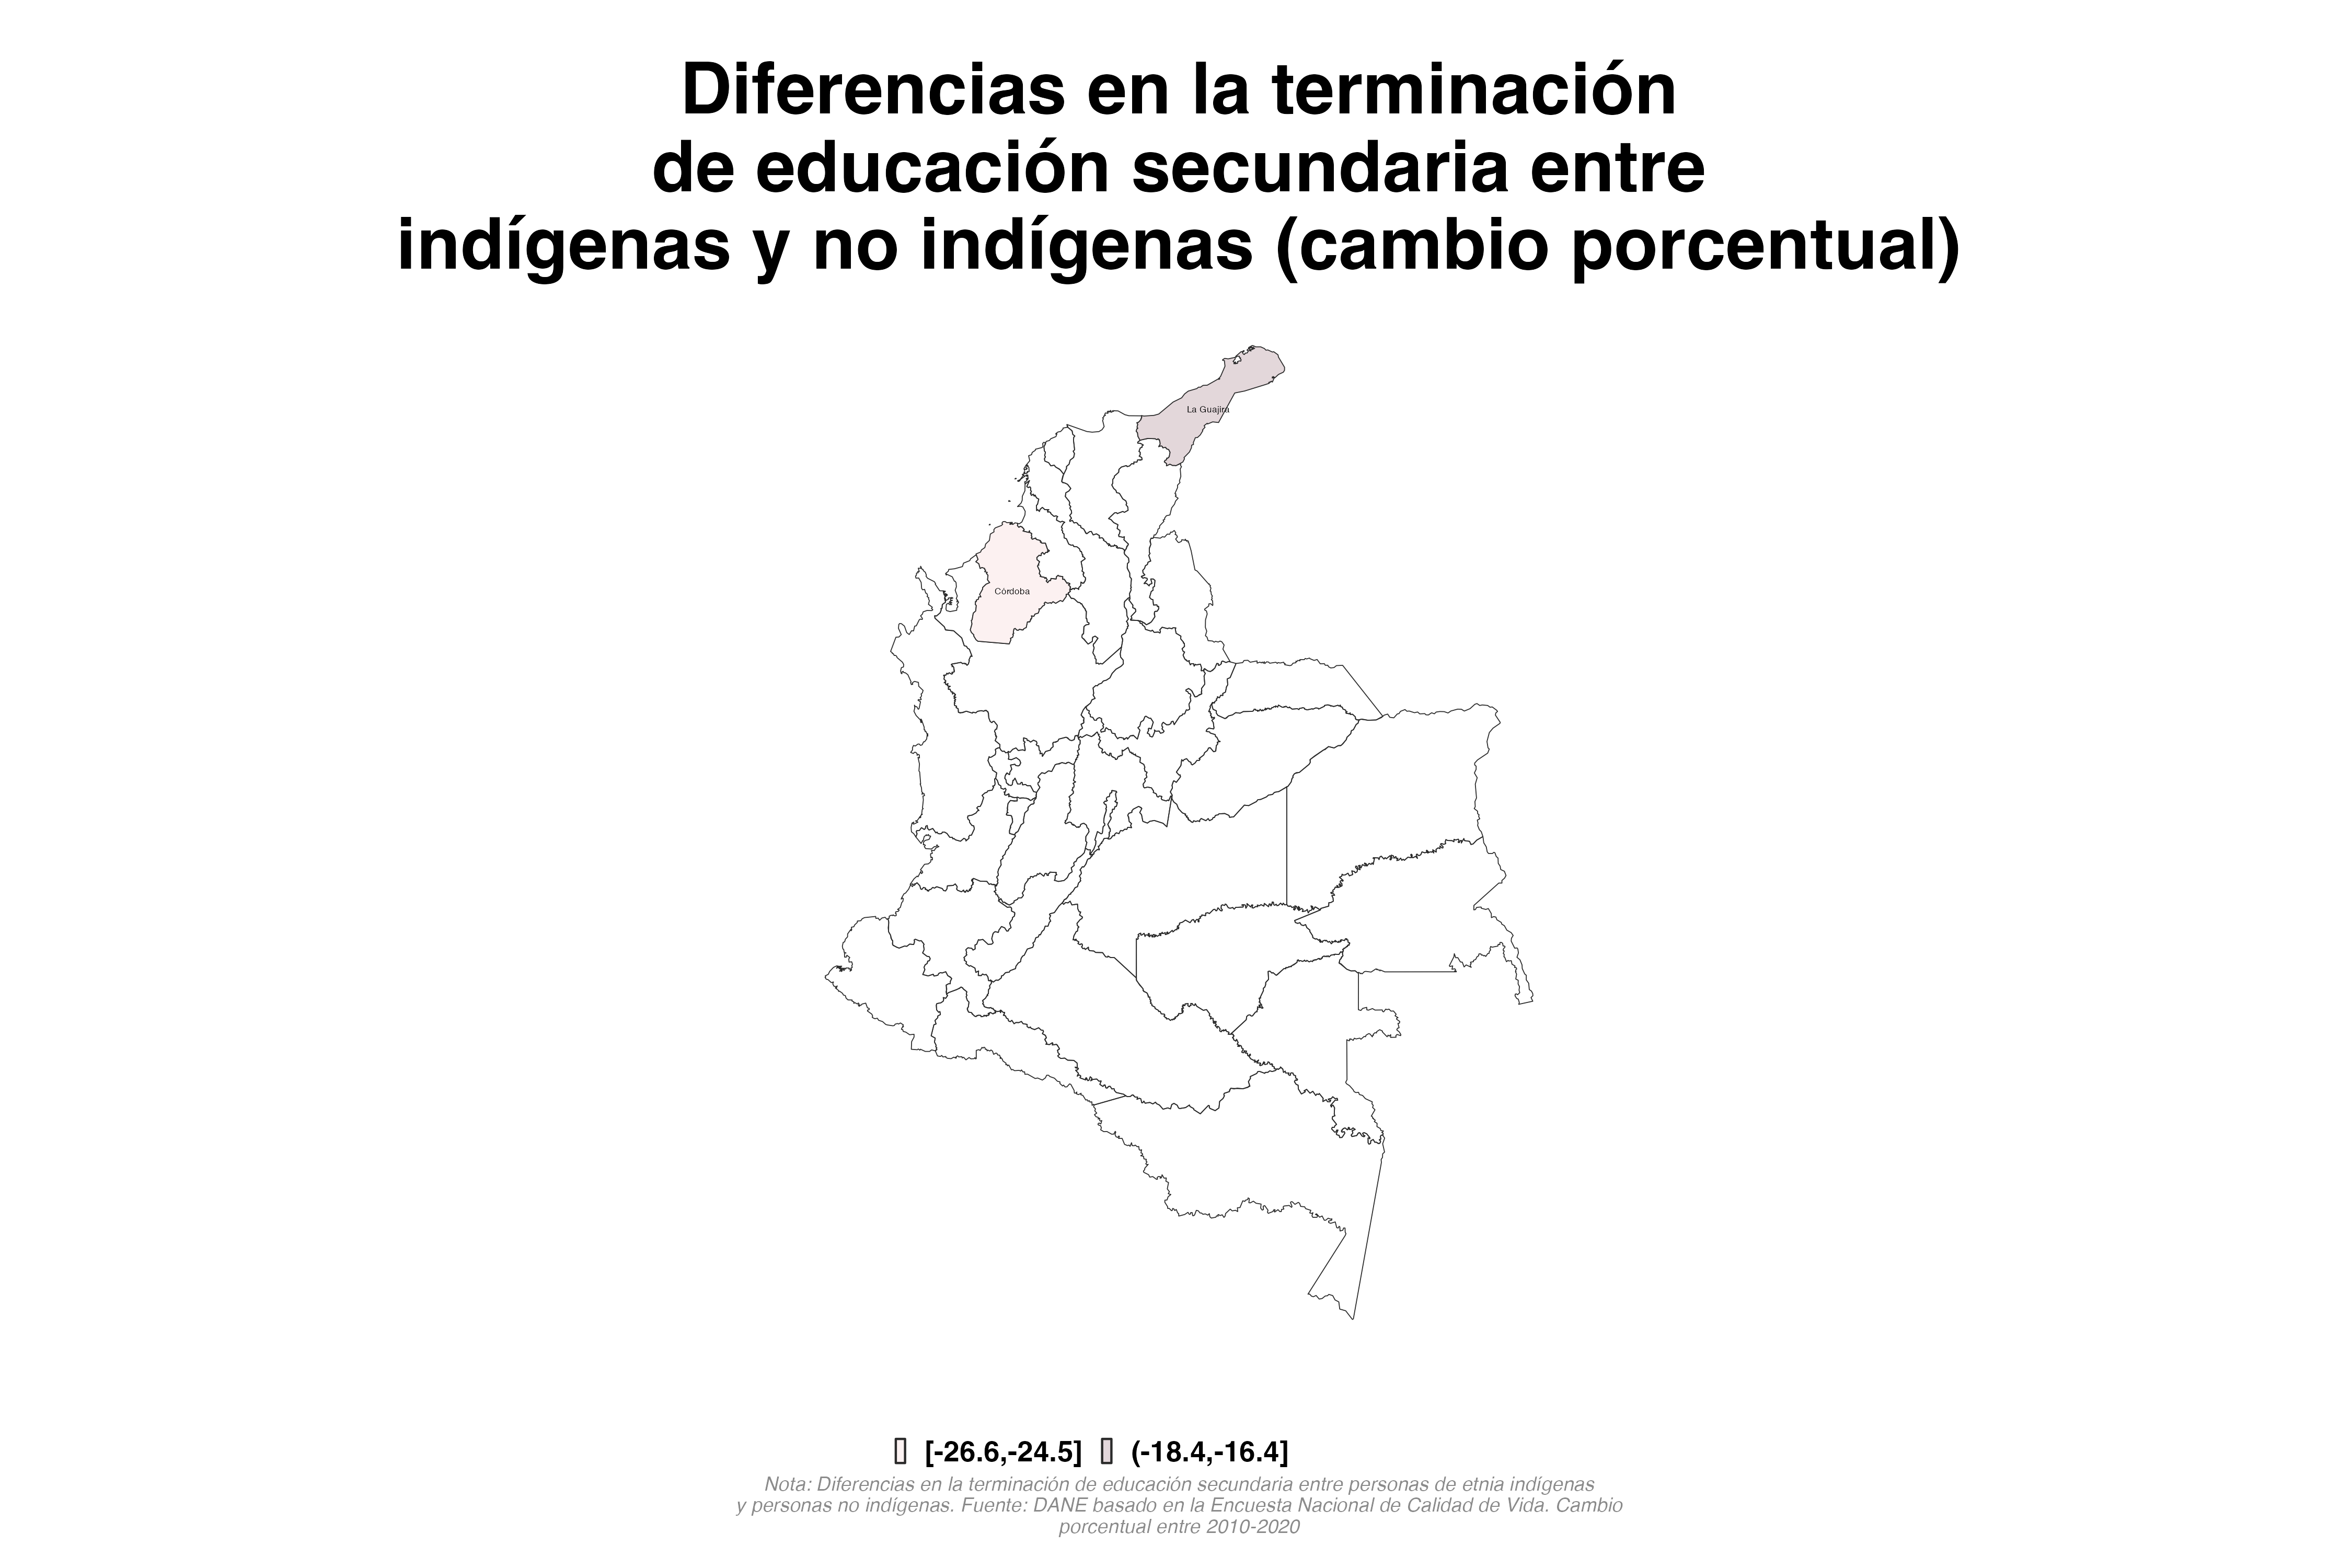 Diferencias en la terminación
de educación secundaria entre
indígenas y no indígenas (cambio porcentual)
La Guajira
Córdoba
[-26.6,-24.5] (-18.4,-16.4]
Nota: Diferencias en la terminación de educación secundaria entre personas de etnia indígenas
y personas no indígenas. Fuente: DANE basado en la Encuesta Nacional de Calidad de Vida. Cambio
porcentual entre 2010-2020